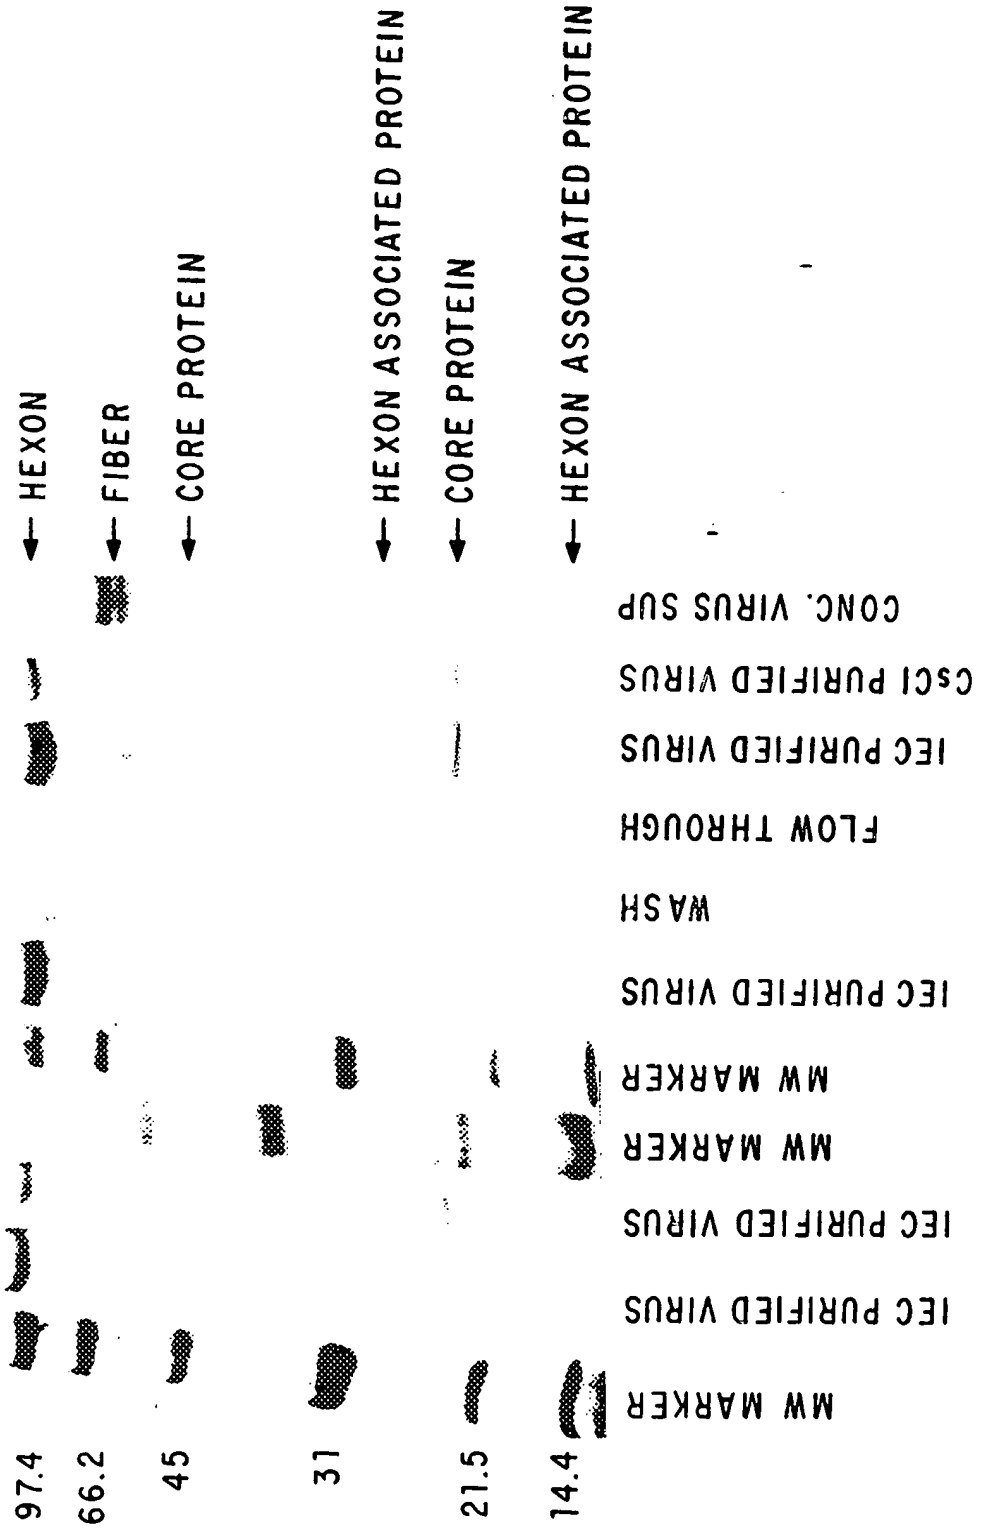 97.4
66.2
45
31
21.5
14.4
← HEXON
← FIBER
← CORE PROTEIN
← HEXON ASSOCIATED PROTEIN
← CORE PROTEIN
← HEXON ASSOCIATED PROTEIN
MW MARKER
IEC PURIFIED VIRUS
IEC PURIFIED VIRUS
MW MARKER
MW MARKER
IEC PURIFIED VIRUS
WASH
FLOW THROUGH
IEC PURIFIED VIRUS
CsCl PURIFIED VIRUS
CONC. VIRUS SUP